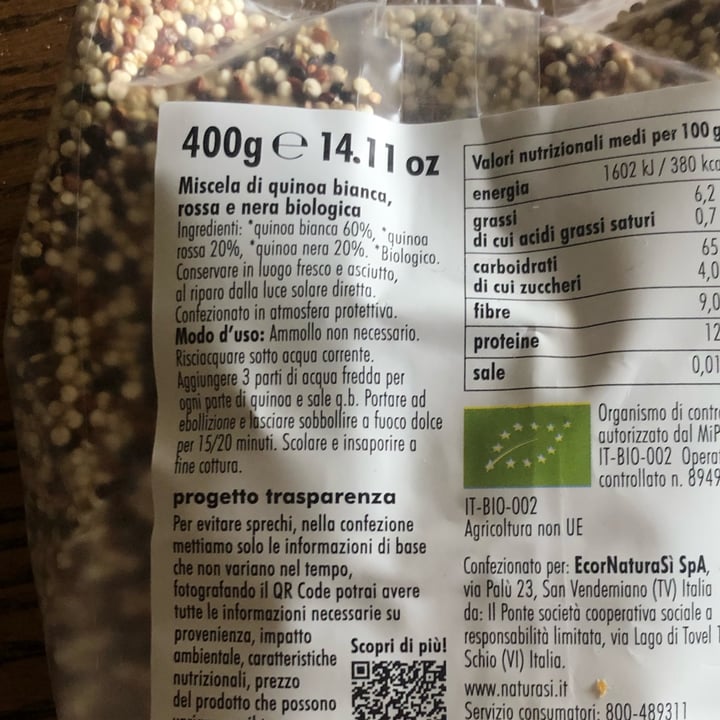 400g ℮ 14.11 oz
Miscela di quinoa bianca,
rossa e nera biologica
Ingredienti: *quinoa bianca 60%, *quinoa
rossa 20%, *quinoa nera 20%. *Biologico.
Conservare in luogo fresco e asciutto,
al riparo dalla luce solare diretta.
Confezionato in atmosfera protettiva.
Modo d'uso: Ammollo non necessario.
Risciacquare sotto acqua corrente.
Aggiungere 3 parti di acqua fredda per
ogni parte di quinoa e sale q.b. Portare ad
ebollizione e lasciare sobbollire a fuoco dolce
per 15/20 minuti. Scolare e insaporire a
fine cottura.
progetto trasparenza
Per evitare sprechi, nella confezione
mettiamo solo le informazioni di base
che non variano nel tempo,
fotografando il QR Code potrai avere
tutte le informazioni necessarie su
provenienza, impatto
ambientale, caratteristiche
nutrizionali, prezzo
del prodotto che possono
Scopri di più!
Valori nutrizionali medi per 100 g
energia 1602 kJ / 380 kca
grassi 6,2
di cui acidi grassi saturi 0,7
carboidrati 65
di cui zuccheri 4,0
fibre 9,0
proteine 12
sale 0,01
Organismo di contr
autorizzato dal MiP
IT-BIO-002 Opera
controllato n. 8949
IT-BIO-002
Agricoltura non UE
Confezionato per: EcorNaturaSì SpA,
via Palù 23, San Vendemiano (TV) Italia
da: Il Ponte società cooperativa sociale a
responsabilità limitata, via Lago di Tovel
Schio (VI) Italia.
www.naturasi.it
Servizio consumatori: 800-489311